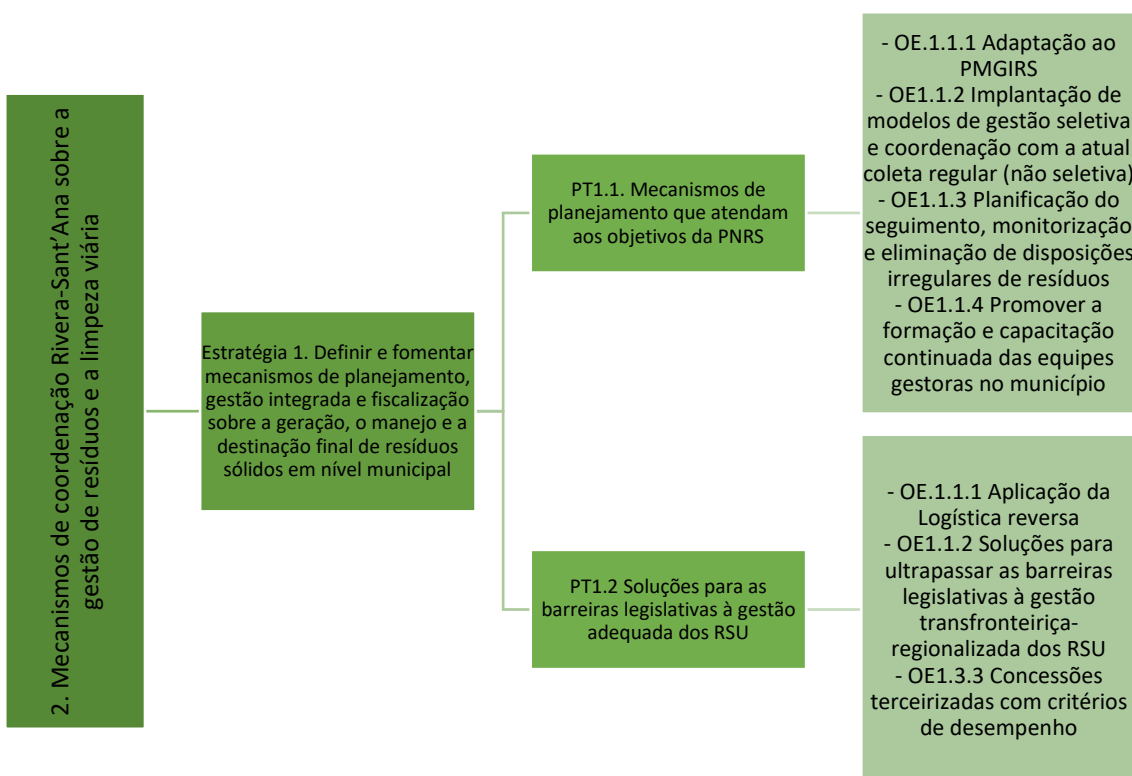 2. Mecanismos de coordenação Rivera-Sant’Ana sobre a
gestão de resíduos e a limpeza viária
Estratégia 1. Definir e fomentar
mecanismos de planejamento,
gestão integrada e fiscalização
sobre a geração, o manejo e a
destinação final de resíduos
sólidos em nível municipal
PT1.1. Mecanismos de
planejamento que atendam
aos objetivos da PNRS
- OE.1.1.1 Adaptação ao
PMGIRS
- OE1.1.2 Implantação de
modelos de gestão seletiva
e coordenação com a atual
coleta regular (não seletiva)
- OE1.1.3 Planificação do
seguimento, monitorização
e eliminação de disposições
irregulares de resíduos
- OE1.1.4 Promover a
formação e capacitação
continuada das equipes
gestoras no município
PT1.2 Soluções para as
barreiras legislativas à gestão
adequada dos RSU
- OE.1.1.1 Aplicação da
Logística reversa
- OE1.1.2 Soluções para
ultrapassar as barreiras
legislativas à gestão
transfronteiriça-
regionalizada dos RSU
- OE1.3.3 Concessões
terceirizadas com critérios
de desempenho